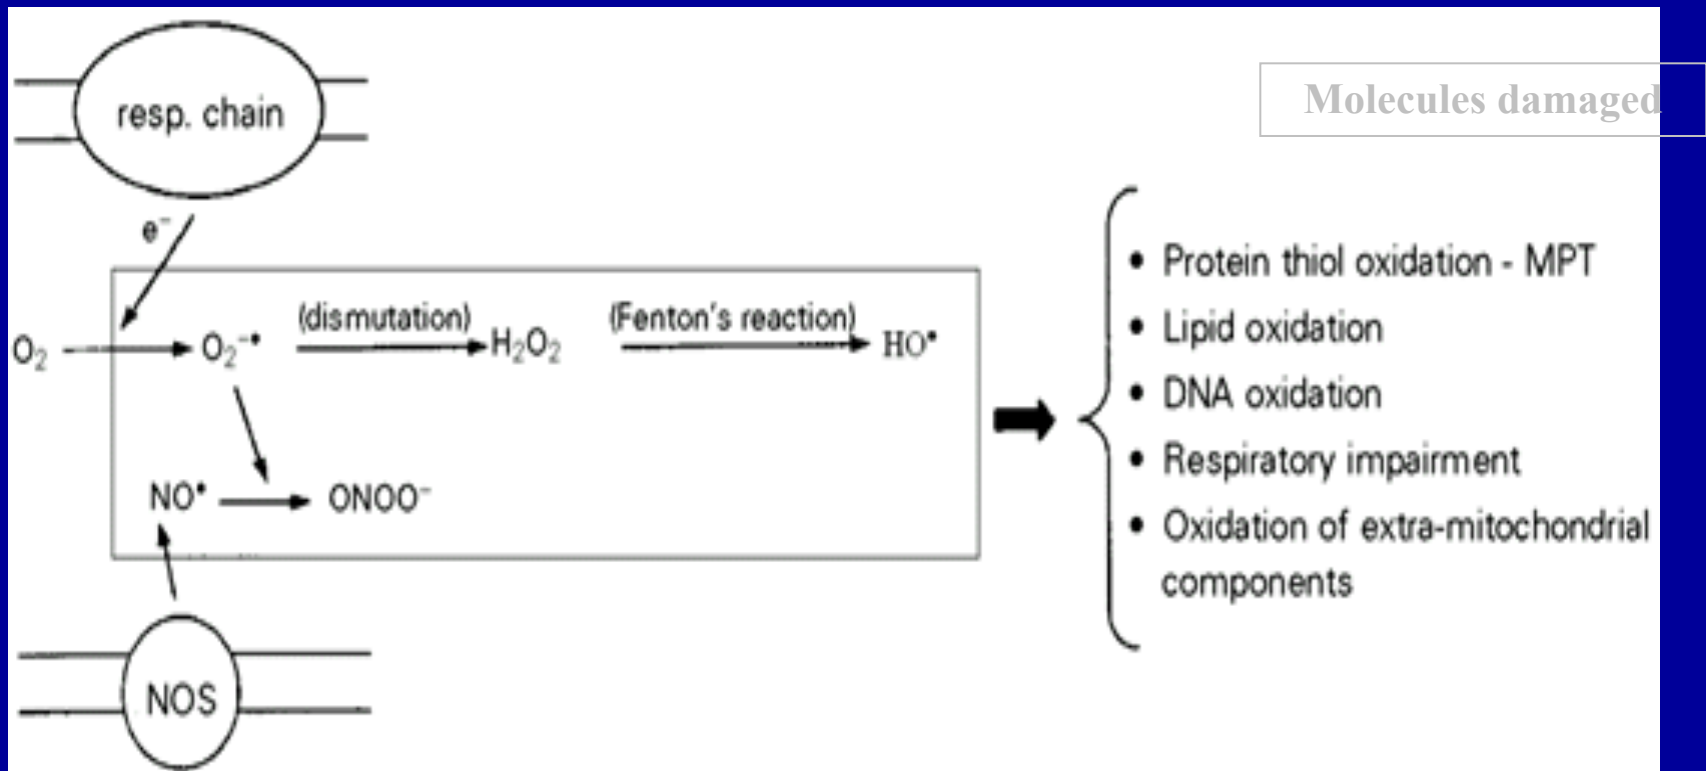 resp. chain
Molecules damaged
e⁻
(dismutation)
(Fenton's reaction)
O₂
O₂⁻•
H₂O₂
HO•
NO•
ONOO⁻
NOS
• Protein thiol oxidation - MPT
• Lipid oxidation
• DNA oxidation
• Respiratory impairment
• Oxidation of extra-mitochondrial
components